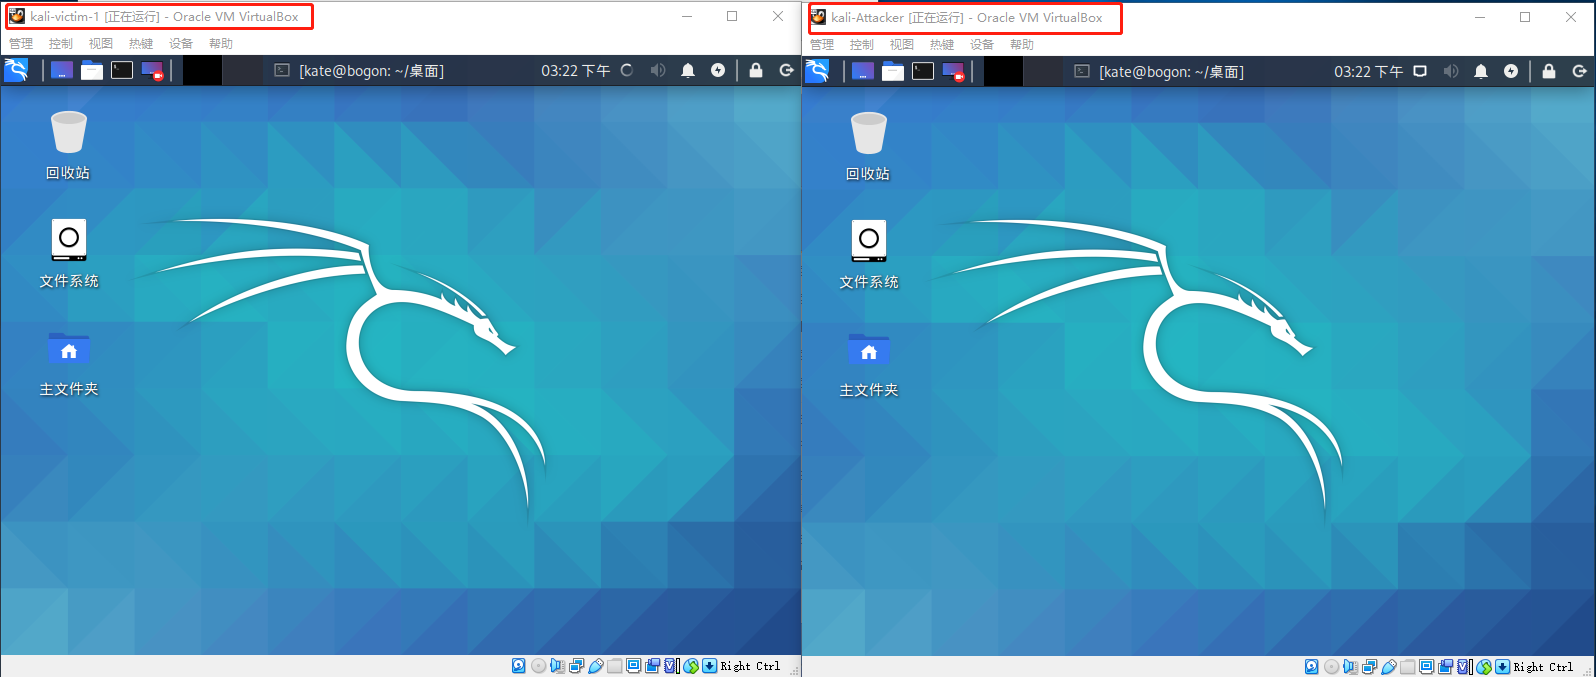 kali-victim-1 [正在运行] - Oracle VM VirtualBox
管理 控制 视图 热键 设备 帮助
[kate@bogon: ~/桌面] 03:22 下午
回收站
文件系统
主文件夹
Right Ctrl
kali-Attacker [正在运行] - Oracle VM VirtualBox
管理 控制 视图 热键 设备 帮助
[kate@bogon: ~/桌面] 03:22 下午
回收站
文件系统
主文件夹
Right Ctrl